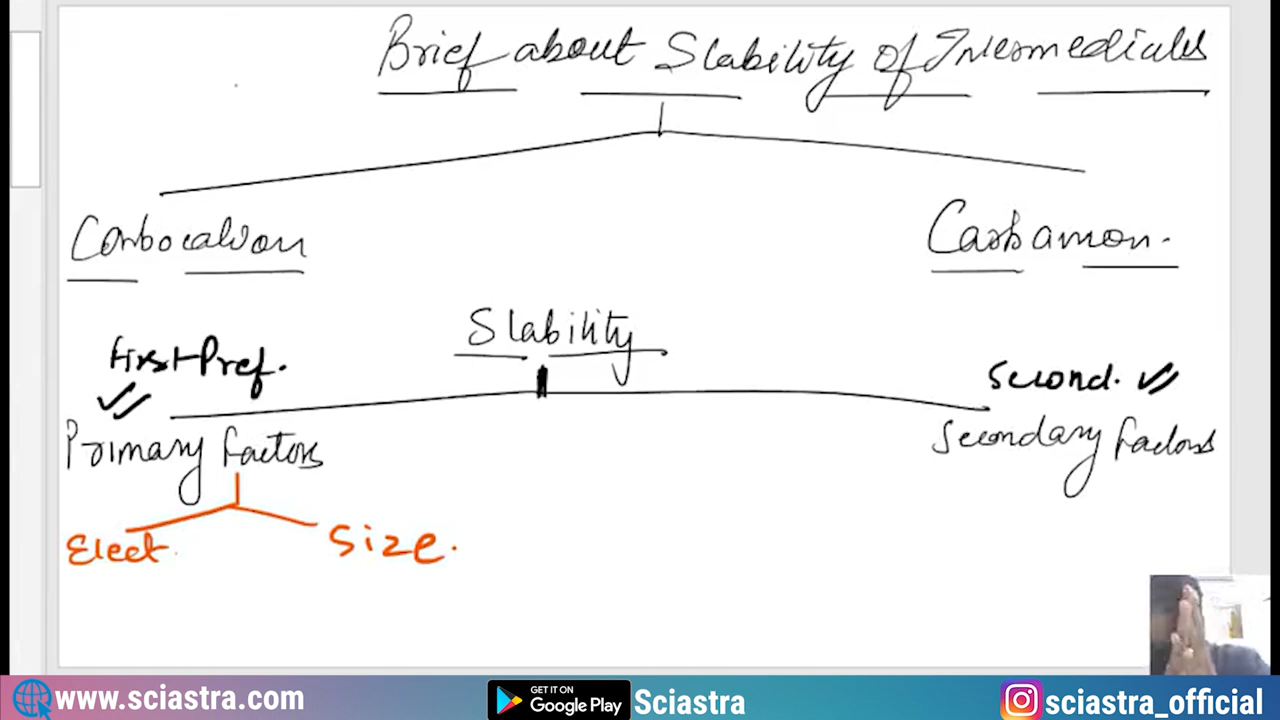 Brief about Stability of Intermediates
Carbocation
Carbanion.
Stability
First Pref.
Second.
Primary Factors
Secondary Factors
Elect
Size.
www.sciastra.com
GET IT ON
Google Play
Sciastra
sciastra_official